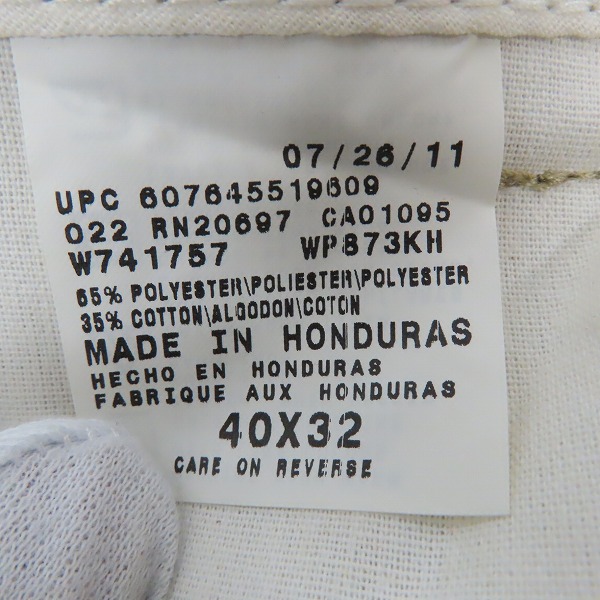 07/26/11
UPC 607645519609
022 RN20697 CA01095
W741757 WP873KH
65% POLYESTER\POLIESTER\POLYESTER
35% COTTON\ALGODON\COTON
MADE IN HONDURAS
HECHO EN HONDURAS
FABRIQUE AUX HONDURAS
40X32
CARE ON REVERSE